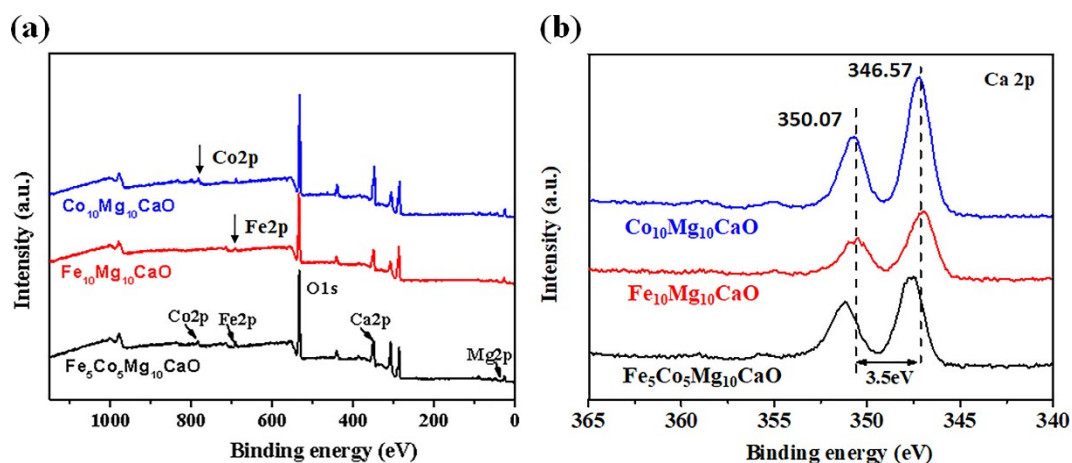 (a)
Intensity (a.u.)
Co2p
Co₁₀Mg₁₀CaO
Fe2p
Fe₁₀Mg₁₀CaO
O1s
Co2p
Fe2p
Ca2p
Mg2p
Fe₅Co₅Mg₁₀CaO
1000 800 600 400 200 0
Binding energy (eV)
(b)
Intensity (a.u.)
346.57
Ca 2p
350.07
Co₁₀Mg₁₀CaO
Fe₁₀Mg₁₀CaO
Fe₅Co₅Mg₁₀CaO
3.5eV
365 360 355 350 345 340
Binding energy (eV)